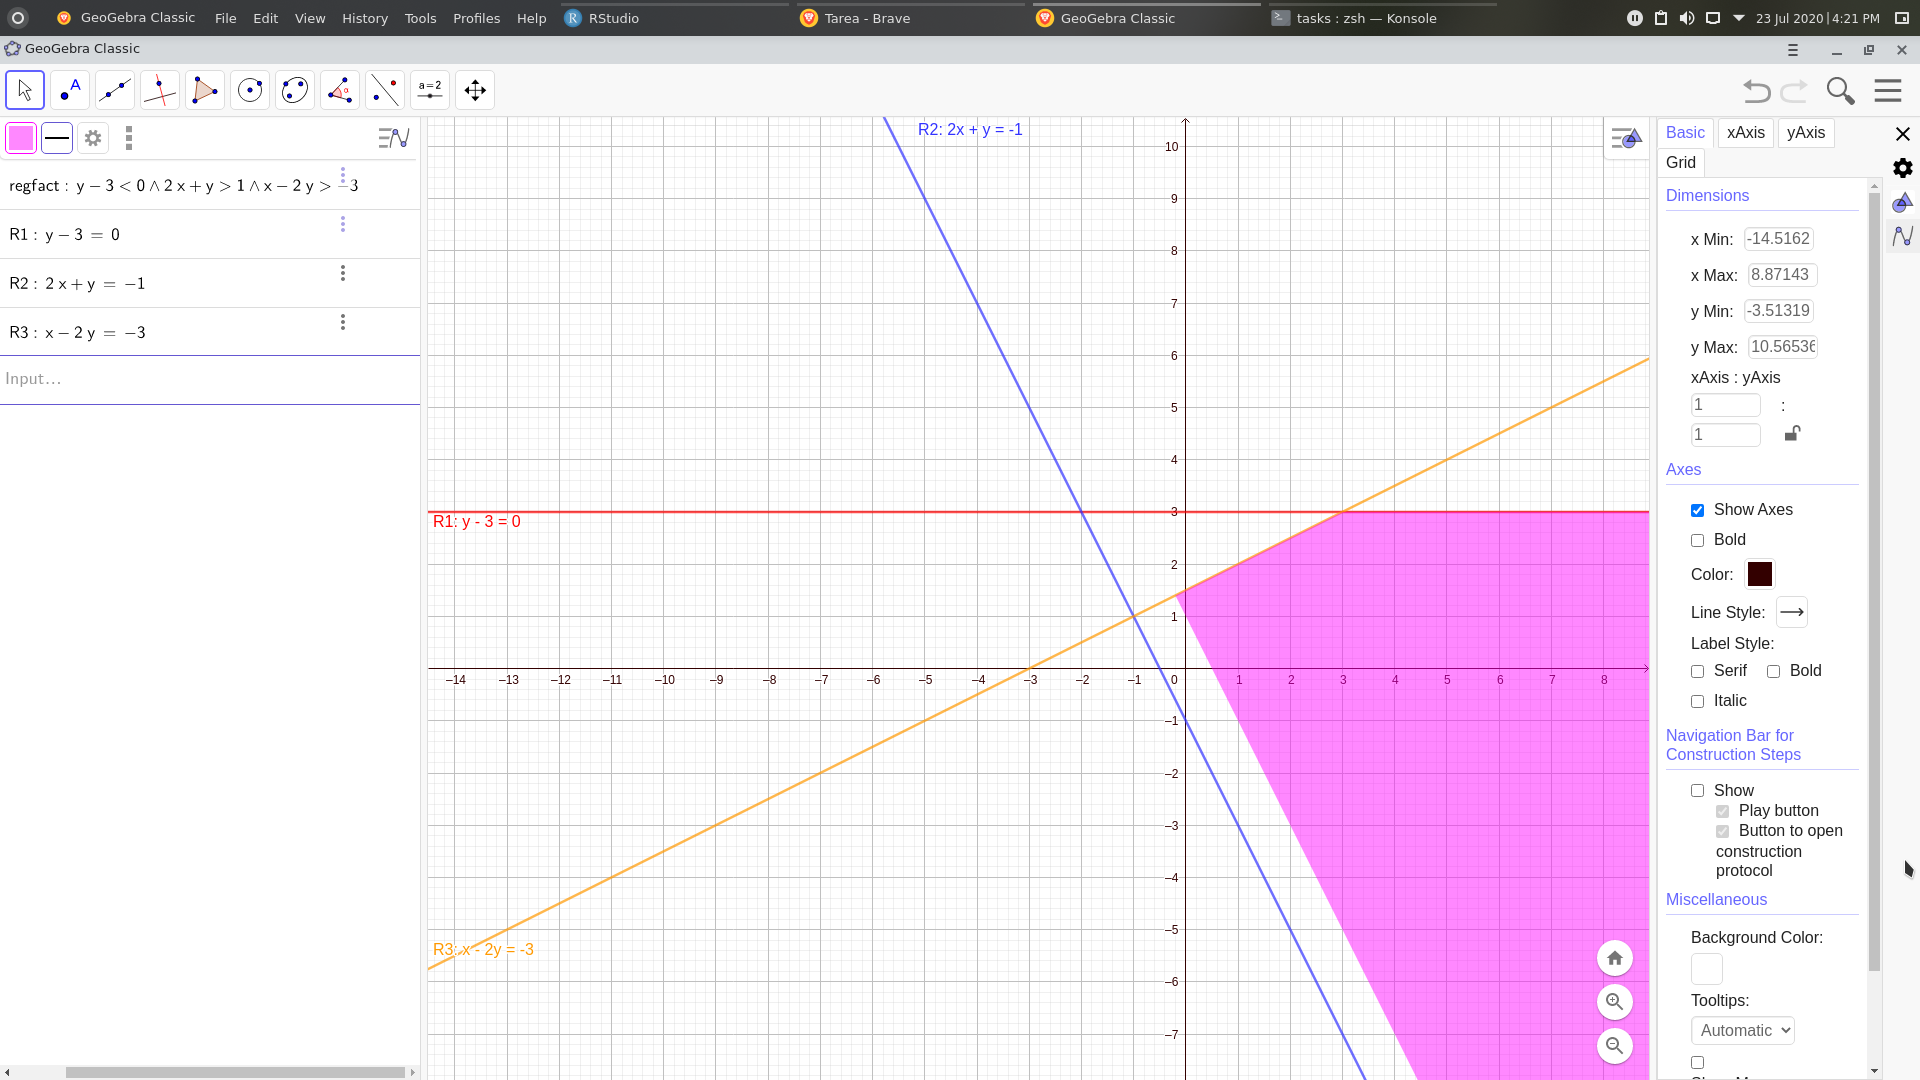 GeoGebra Classic File Edit View History Tools Profiles Help RStudio Tarea - Brave GeoGebra Classic tasks : zsh — Konsole 23 Jul 2020 | 4:21 PM
GeoGebra Classic
A α a = 2
regfact : y − 3 < 0 ∧ 2 x + y > 1 ∧ x − 2 y > −3
R1 : y − 3 = 0
R2 : 2 x + y = −1
R3 : x − 2 y = −3
Input…
R2: 2x + y = -1
R1: y - 3 = 0
R3: x - 2y = -3
10
9
8
7
6
5
4
3
2
1
–14 –13 –12 –11 –10 –9 –8 –7 –6 –5 –4 –3 –2 –1 0 1 2 3 4 5 6 7 8
–1
–2
–3
–4
–5
–6
–7
Basic xAxis yAxis
Grid
Dimensions
x Min: -14.5162
x Max: 8.87143
y Min: -3.51319
y Max: 10.56536
xAxis : yAxis
1 :
1
Axes
Show Axes
Bold
Color:
Line Style:
Label Style:
Serif Bold
Italic
Navigation Bar for
Construction Steps
Show
Play button
Button to open
construction
protocol
Miscellaneous
Background Color:
Tooltips:
Automatic